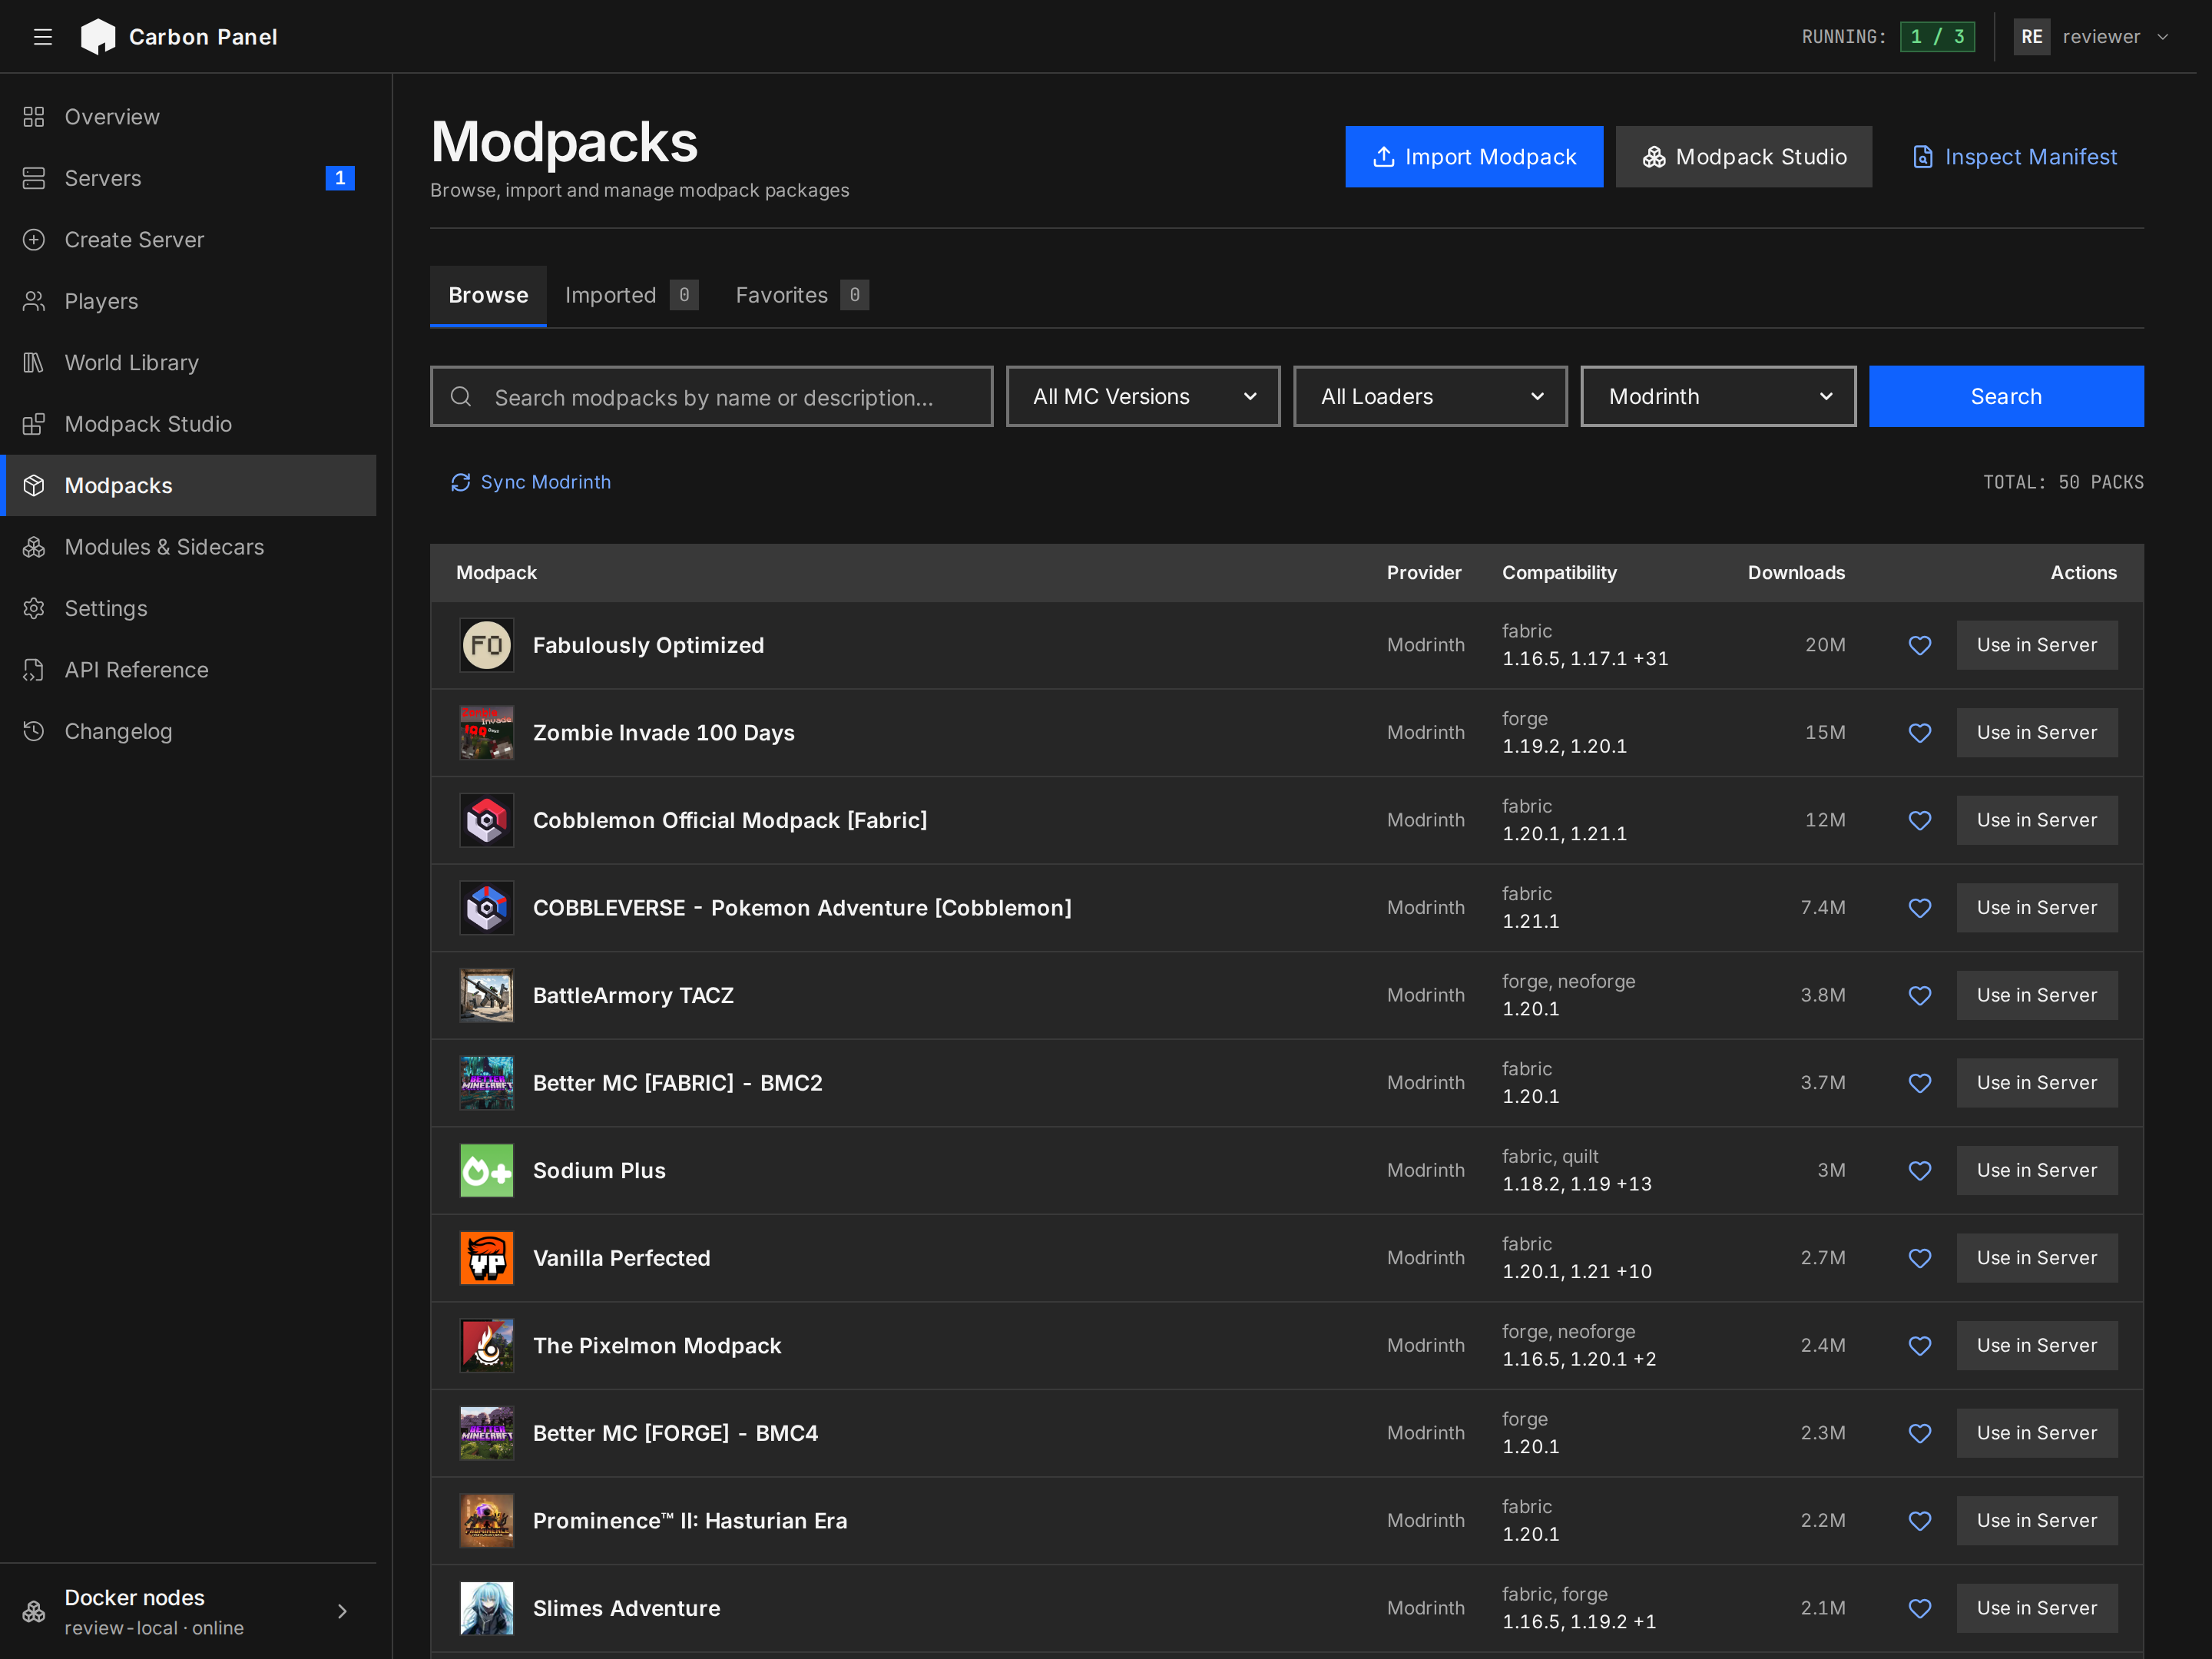 Carbon Panel
RUNNING: 1 / 3
RE reviewer
Overview
Servers 1
Create Server
Players
World Library
Modpack Studio
Modpacks
Modules & Sidecars
Settings
API Reference
Changelog
Docker nodes
review-local · online
Modpacks
Browse, import and manage modpack packages
Import Modpack
Modpack Studio
Inspect Manifest
Browse
Imported 0
Favorites 0
Search modpacks by name or description...
All MC Versions
All Loaders
Modrinth
Search
Sync Modrinth
TOTAL: 50 PACKS
Modpack Provider Compatibility Downloads Actions
FO
Fabulously Optimized Modrinth fabric 20M Use in Server
1.16.5, 1.17.1 +31
Zombie Invade 100 Days Modrinth forge 15M Use in Server
1.19.2, 1.20.1
Cobblemon Official Modpack [Fabric] Modrinth fabric 12M Use in Server
1.20.1, 1.21.1
COBBLEVERSE - Pokemon Adventure [Cobblemon] Modrinth fabric 7.4M Use in Server
1.21.1
BattleArmory TACZ Modrinth forge, neoforge 3.8M Use in Server
1.20.1
BETTER MINECRAFT
Better MC [FABRIC] - BMC2 Modrinth fabric 3.7M Use in Server
1.20.1
Sodium Plus Modrinth fabric, quilt 3M Use in Server
1.18.2, 1.19 +13
VP
Vanilla Perfected Modrinth fabric 2.7M Use in Server
1.20.1, 1.21 +10
The Pixelmon Modpack Modrinth forge, neoforge 2.4M Use in Server
1.16.5, 1.20.1 +2
BETTER MINECRAFT
Better MC [FORGE] - BMC4 Modrinth forge 2.3M Use in Server
1.20.1
Prominence™ II: Hasturian Era Modrinth fabric 2.2M Use in Server
1.20.1
Slimes Adventure Modrinth fabric, forge 2.1M Use in Server
1.16.5, 1.19.2 +1